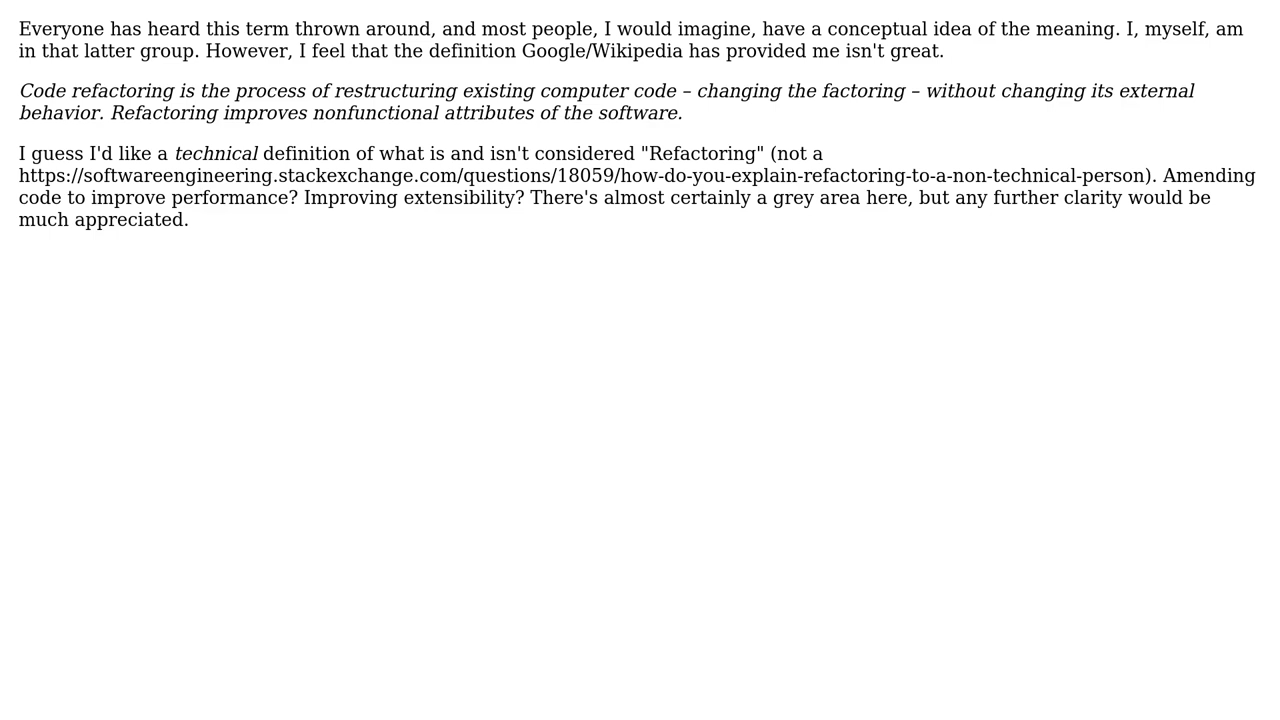 Everyone has heard this term thrown around, and most people, I would imagine, have a conceptual idea of the meaning. I, myself, am
in that latter group. However, I feel that the definition Google/Wikipedia has provided me isn't great.
Code refactoring is the process of restructuring existing computer code – changing the factoring – without changing its external
behavior. Refactoring improves nonfunctional attributes of the software.
I guess I'd like a technical definition of what is and isn't considered "Refactoring" (not a
https://softwareengineering.stackexchange.com/questions/18059/how-do-you-explain-refactoring-to-a-non-technical-person). Amending
code to improve performance? Improving extensibility? There's almost certainly a grey area here, but any further clarity would be
much appreciated.